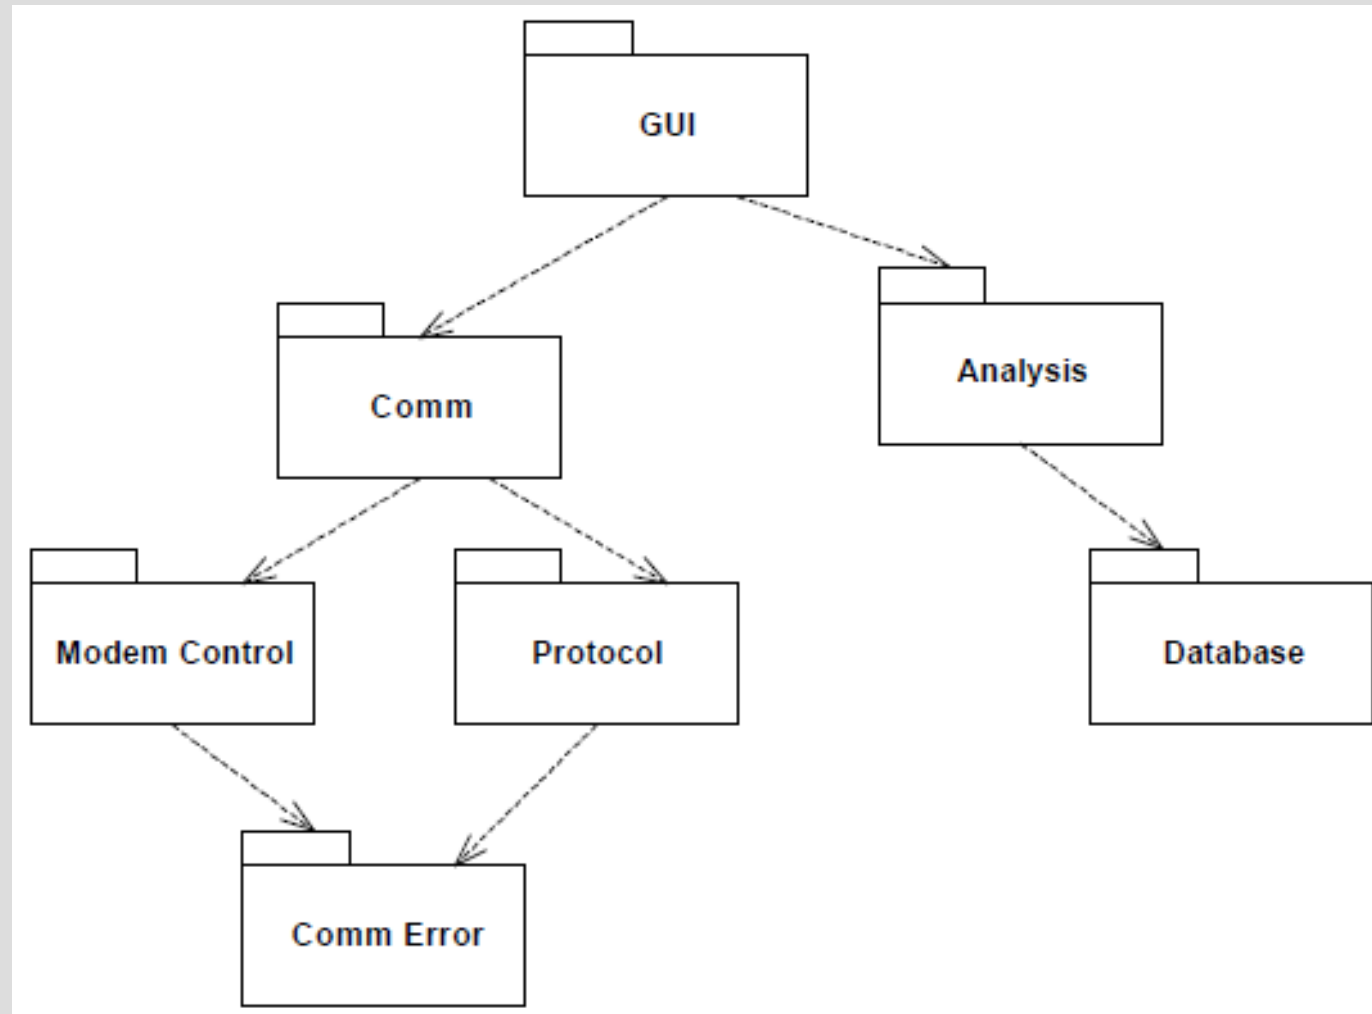 GUI
Analysis
Comm
Modem Control
Protocol
Database
Comm Error